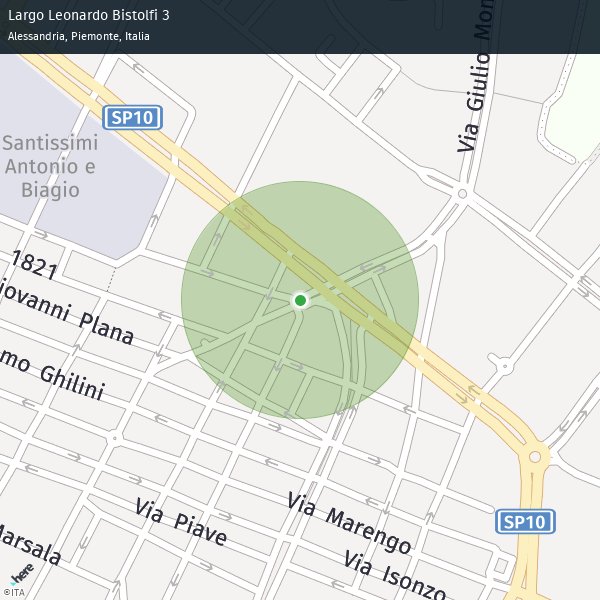 Largo Leonardo Bistolfi 3
Alessandria, Piemonte, Italia
Via Giulio Mon
SP10
Santissimi
Antonio e
Biagio
1821
iovanni Plana
mo Ghilini
Via Piave
Via Marengo
SP10
Marsala
Via Isonzo
here
©ITA